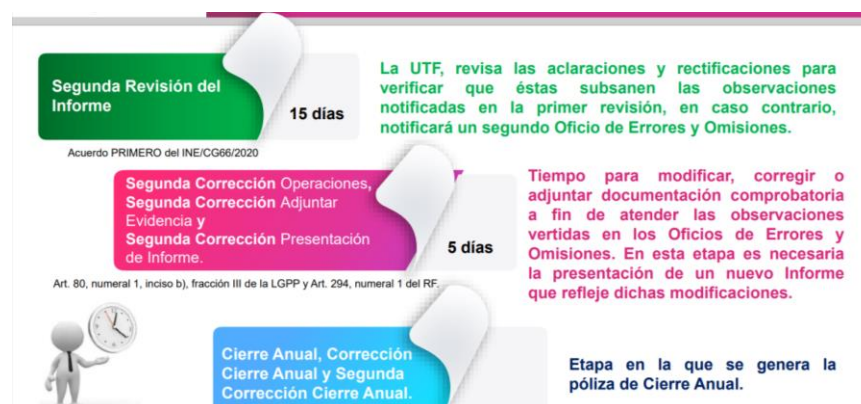 Segunda Revisión del
Informe
15 días
La UTF, revisa las aclaraciones y rectificaciones para
verificar que éstas subsanen las observaciones
notificadas en la primer revisión, en caso contrario,
notificará un segundo Oficio de Errores y Omisiones.
Acuerdo PRIMERO del INE/CG66/2020
Segunda Corrección Operaciones,
Segunda Corrección Adjuntar
Evidencia y
Segunda Corrección Presentación
de Informe.
5 días
Tiempo para modificar, corregir o
adjuntar documentación comprobatoria
a fin de atender las observaciones
vertidas en los Oficios de Errores y
Omisiones. En esta etapa es necesaria
la presentación de un nuevo Informe
que refleje dichas modificaciones.
Art. 80, numeral 1, inciso b), fracción III de la LGPP y Art. 294, numeral 1 del RF.
Cierre Anual, Corrección
Cierre Anual y Segunda
Corrección Cierre Anual.
Etapa en la que se genera la
póliza de Cierre Anual.